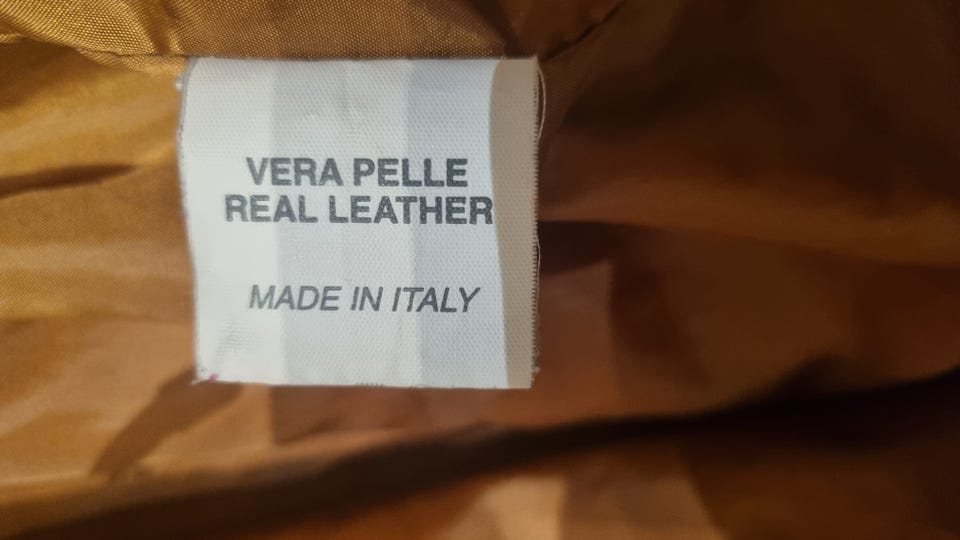 VERA PELLE
REAL LEATHER
MADE IN ITALY